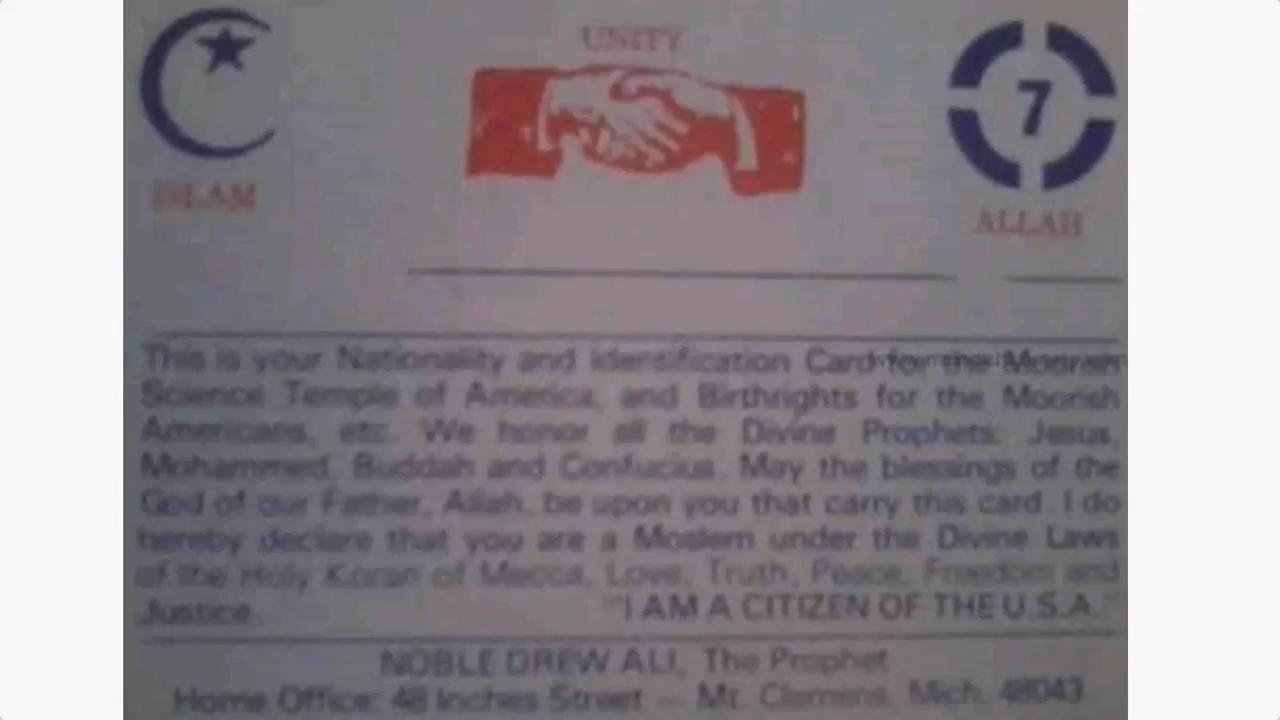 UNITY
7
ISLAM
ALLAH
This is your Nationality and Identification Card for the Moorish
Science Temple of America, and Birthrights for the Moorish
Americans, etc. We honor all the Divine Prophets: Jesus,
Mohammed, Buddah and Confucius. May the blessings of the
God of our Father, Allah, be upon you that carry this card. I do
hereby declare that you are a Moslem under the Divine Laws
of the Holy Koran of Mecca, Love, Truth, Peace, Freedom and
Justice. "I AM A CITIZEN OF THE U.S.A."
NOBLE DREW ALI, The Prophet
Home Office: 48 Inches Street — Mt. Clemens, Mich. 48043